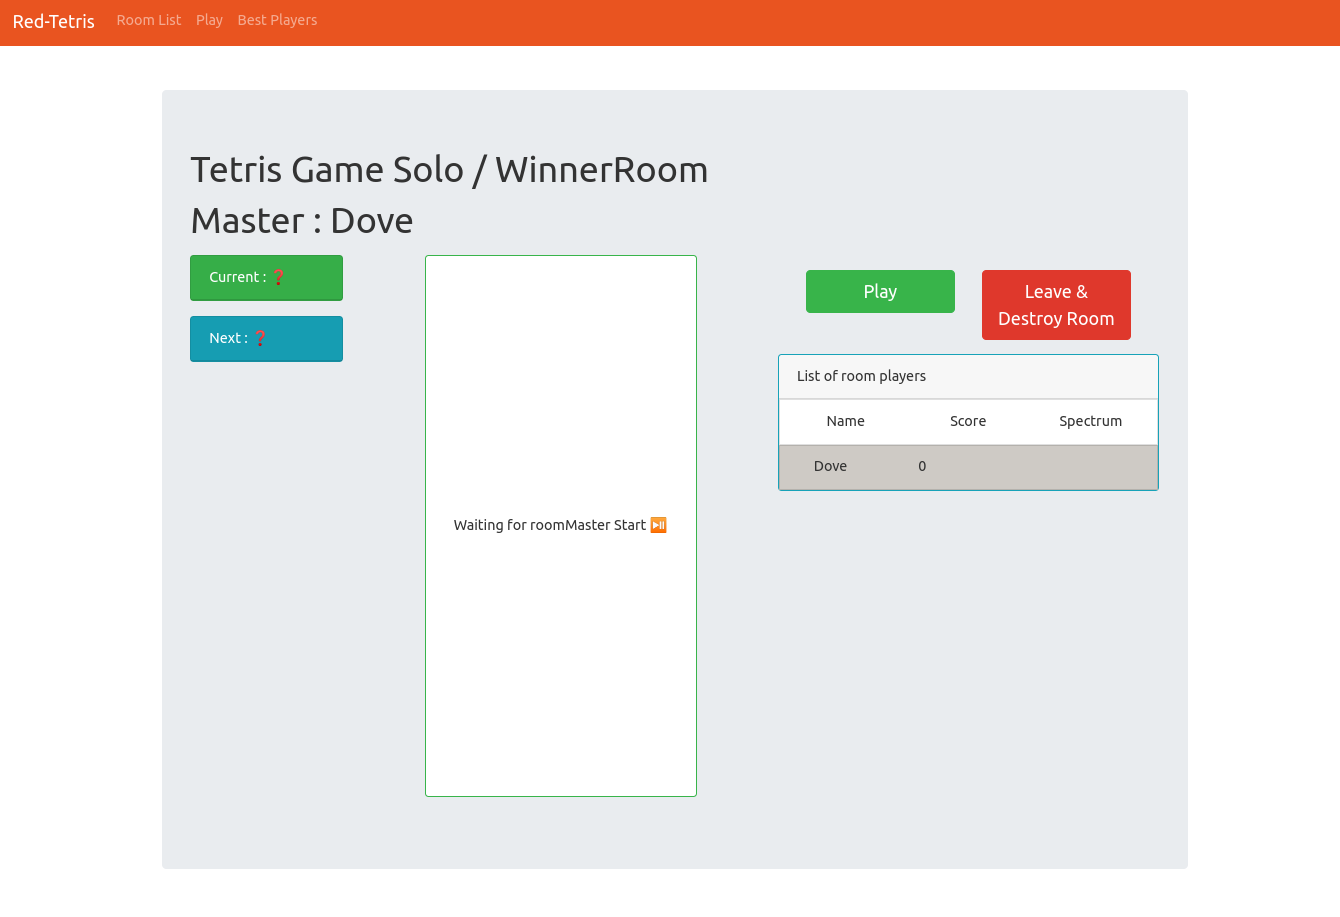 Red-Tetris Room List Play Best Players
Tetris Game Solo / WinnerRoom
Master : Dove
Current : ❓
Next : ❓
Waiting for roomMaster Start ⏯️
Play
Leave &
Destroy Room
List of room players
Name Score Spectrum
Dove 0